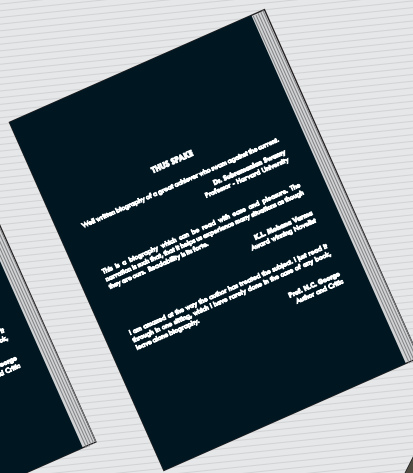 THUS SPAKE
Well written biography of a great achiever who swam against the current.
Dr. Subramanian Swamy
Professor - Harvard University
This is a biography which can be read with ease and pleasure. The
narration is such that, that it helps us experience many situations as though
they are ours. Readability is its forte.
K.L. Mohana Varma
Award winning Novelist
I am amazed at the way the author has treated the subject. I just read it
through in one sitting, which I have rarely done in the case of any book,
leave alone biography.
Prof. M.C. George
Author and Critic
George
d Critic